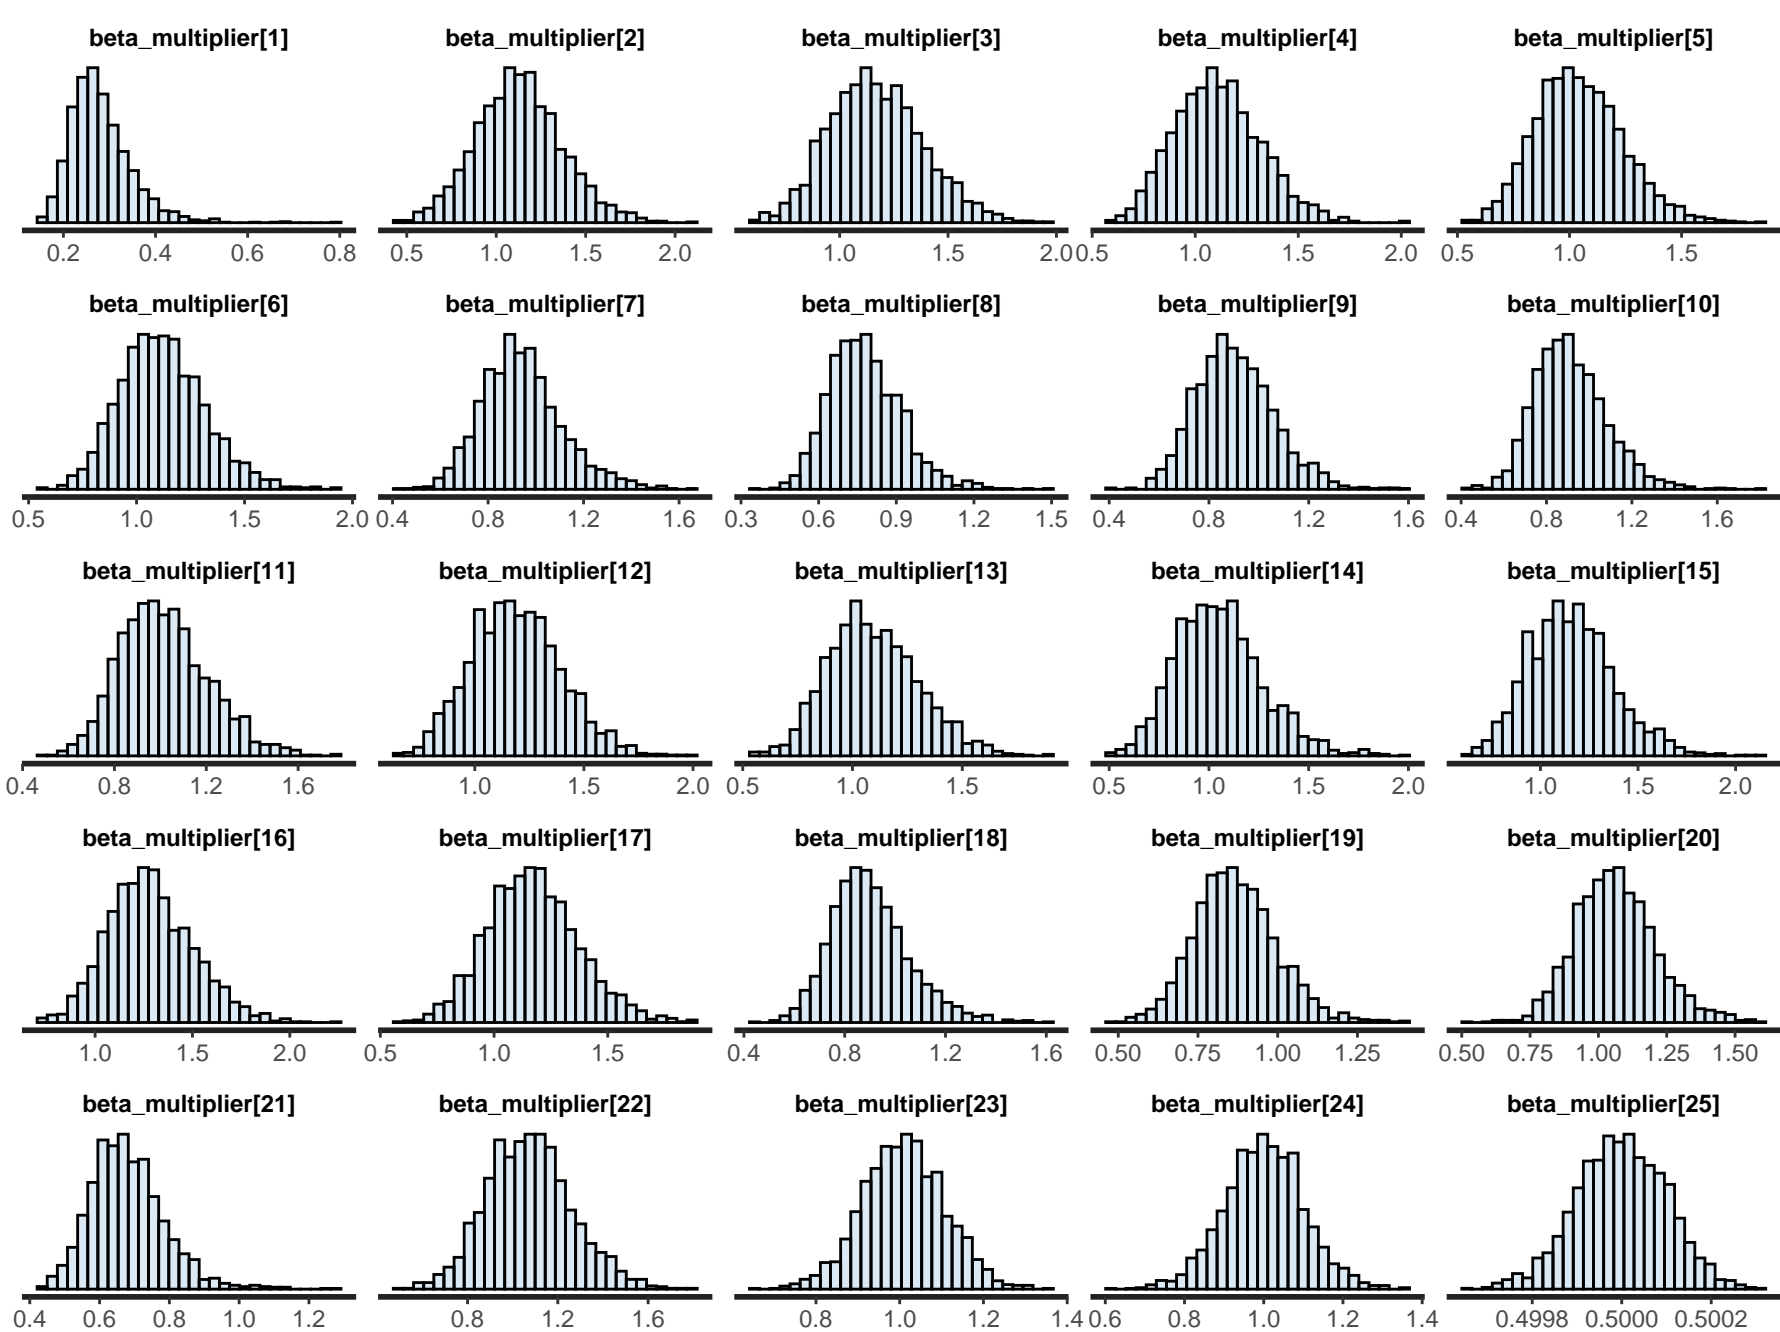 beta_multiplier[1] beta_multiplier[2] beta_multiplier[3] beta_multiplier[4] beta_multiplier[5]
0.2 0.4 0.6 0.8 0.5 1.0 1.5 2.0 1.0 1.5 2.0 0.5 1.0 1.5 2.0 0.5 1.0 1.5
beta_multiplier[6] beta_multiplier[7] beta_multiplier[8] beta_multiplier[9] beta_multiplier[10]
0.5 1.0 1.5 2.0 0.4 0.8 1.2 1.6 0.3 0.6 0.9 1.2 1.5 0.4 0.8 1.2 1.6 0.4 0.8 1.2 1.6
beta_multiplier[11] beta_multiplier[12] beta_multiplier[13] beta_multiplier[14] beta_multiplier[15]
0.4 0.8 1.2 1.6 1.0 1.5 2.0 0.5 1.0 1.5 0.5 1.0 1.5 2.0 1.0 1.5 2.0
beta_multiplier[16] beta_multiplier[17] beta_multiplier[18] beta_multiplier[19] beta_multiplier[20]
1.0 1.5 2.0 0.5 1.0 1.5 0.4 0.8 1.2 1.6 0.50 0.75 1.00 1.25 0.50 0.75 1.00 1.25 1.50
beta_multiplier[21] beta_multiplier[22] beta_multiplier[23] beta_multiplier[24] beta_multiplier[25]
0.4 0.6 0.8 1.0 1.2 0.8 1.2 1.6 0.8 1.0 1.2 1.4 0.6 0.8 1.0 1.2 1.4 0.4998 0.5000 0.5002